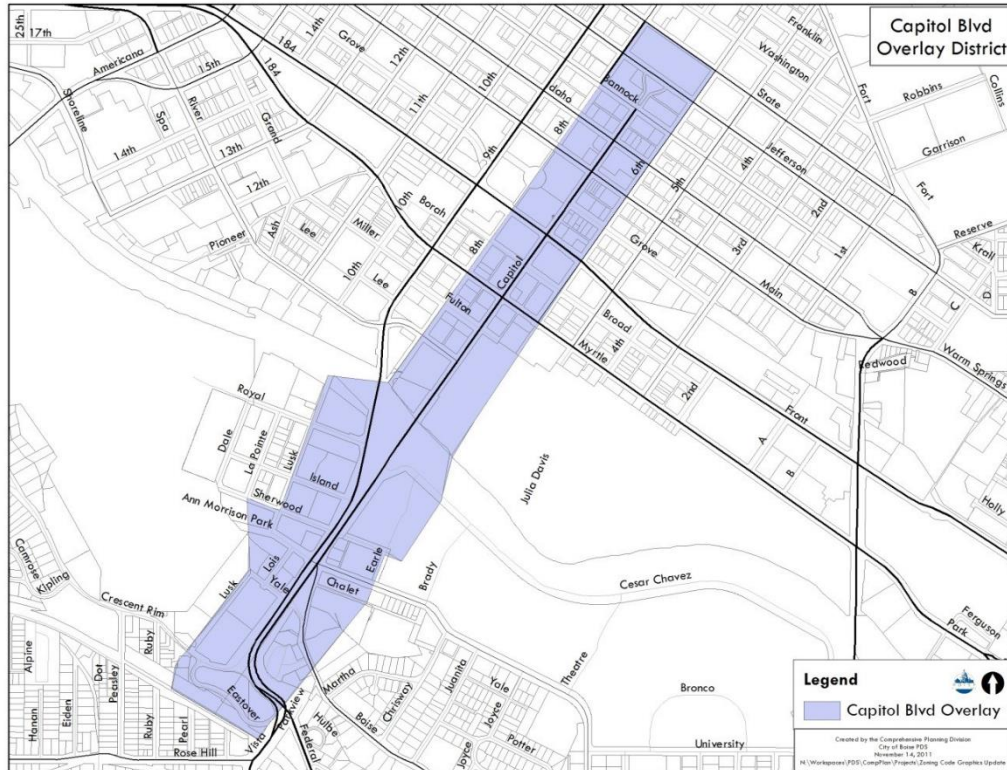 Capitol Blvd
Overlay District
25th
17th
Americana
184
14th
Grove
12th
10th
Idaho
Bannock
Franklin
Washington
State
Fort
Robbins
Collins
Shoreline
Spa
River
15th
184
Grand
11th
9th
8th
6th
5th
4th
Jefferson
2nd
Garrison
Fort
14th
13th
12th
Ash
Lee
Miller
10th
Borah
8th
Capitol
Grove
3rd
Main
1st
Reserve
Krall
B
C
D
Pioneer
10th
Lee
Fulton
Broad
4th
Myrtle
2nd
Redwood
Warm Springs
Front
Royal
Dale
La Pointe
Lusk
Island
Sherwood
Ann Morrison Park
Julia Davis
A
B
Holly
Camrose
Kipling
Crescent Rim
Lusk
Lois
Yale
Earle
Chalet
Brady
Cesar Chavez
Ferguson
Park
Alpine
Dot
Peasley
Ruby
Hanan
Eiden
Ruby
Pearl
Rose Hill
Eastover
Vista
Parkview
Federal
Hulte
Martha
Boise
Chrisway
Juanita
Yale
Joyce
Joyce
Potter
Theatre
Bronco
University
Legend
Capitol Blvd Overlay
Created by the Comprehensive Planning Division
City of Boise PDS
November 14, 2011